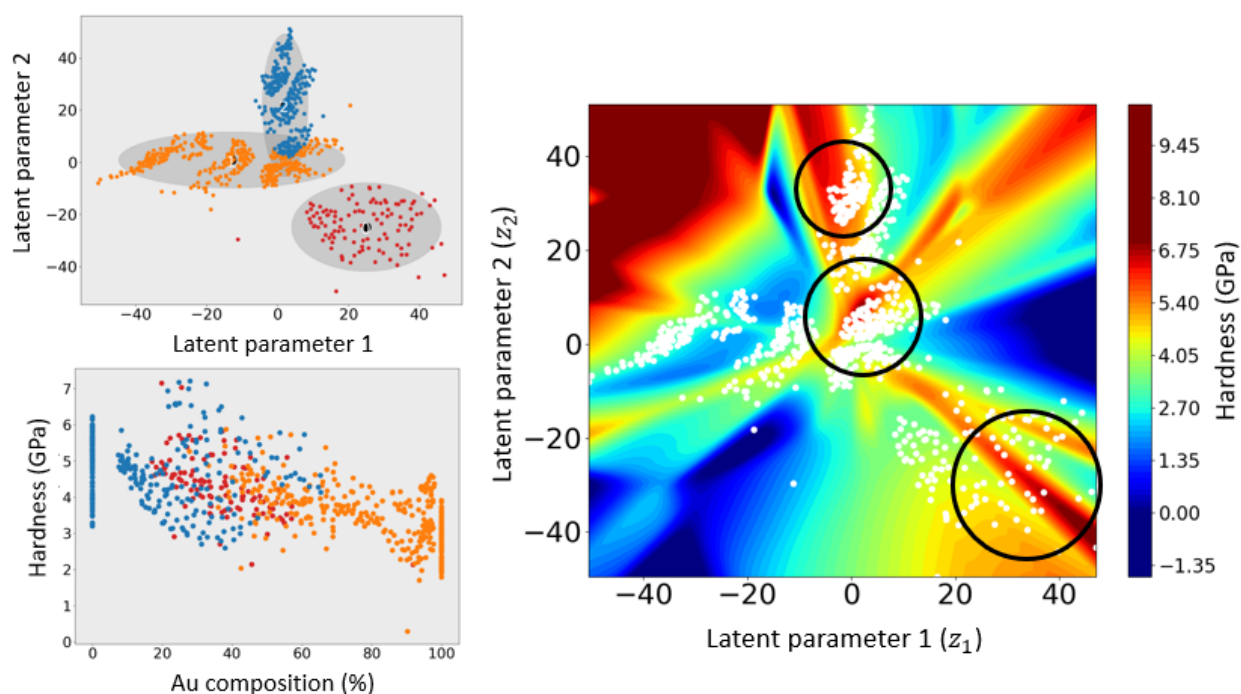 Latent parameter 2
40
20
0
−20
−40
−40 −20 0 20 40
Latent parameter 1
Hardness (GPa)
7
6
5
4
3
2
1
0
0 20 40 60 80 100
Au composition (%)
Latent parameter 2 (z₂)
40
20
0
−20
−40
−40 −20 0 20 40
Latent parameter 1 (z₁)
9.45
8.10
6.75
5.40
4.05
2.70
1.35
0.00
−1.35
Hardness (GPa)